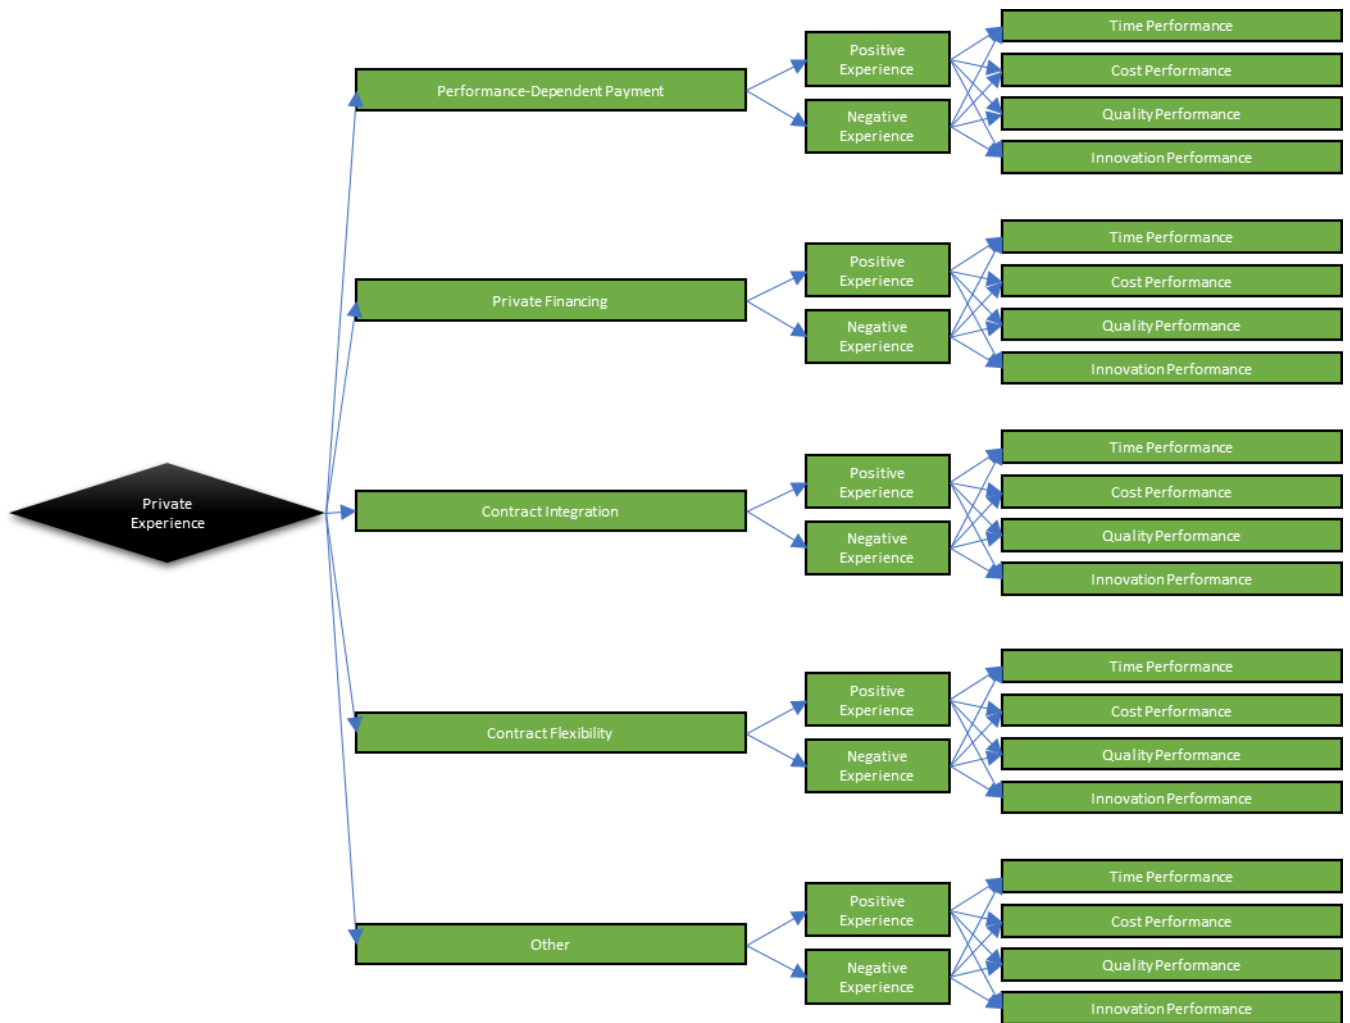 Time Performance
Positive
Experience
Cost Performance
Performance-Dependent Payment
Quality Performance
Negative
Experience
Innovation Performance
Time Performance
Positive
Experience
Cost Performance
Private Financing
Quality Performance
Negative
Experience
Innovation Performance
Time Performance
Positive
Experience
Cost Performance
Private
Experience
Contract Integration
Quality Performance
Negative
Experience
Innovation Performance
Time Performance
Positive
Experience
Cost Performance
Contract Flexibility
Quality Performance
Negative
Experience
Innovation Performance
Time Performance
Positive
Experience
Cost Performance
Other
Quality Performance
Negative
Experience
Innovation Performance